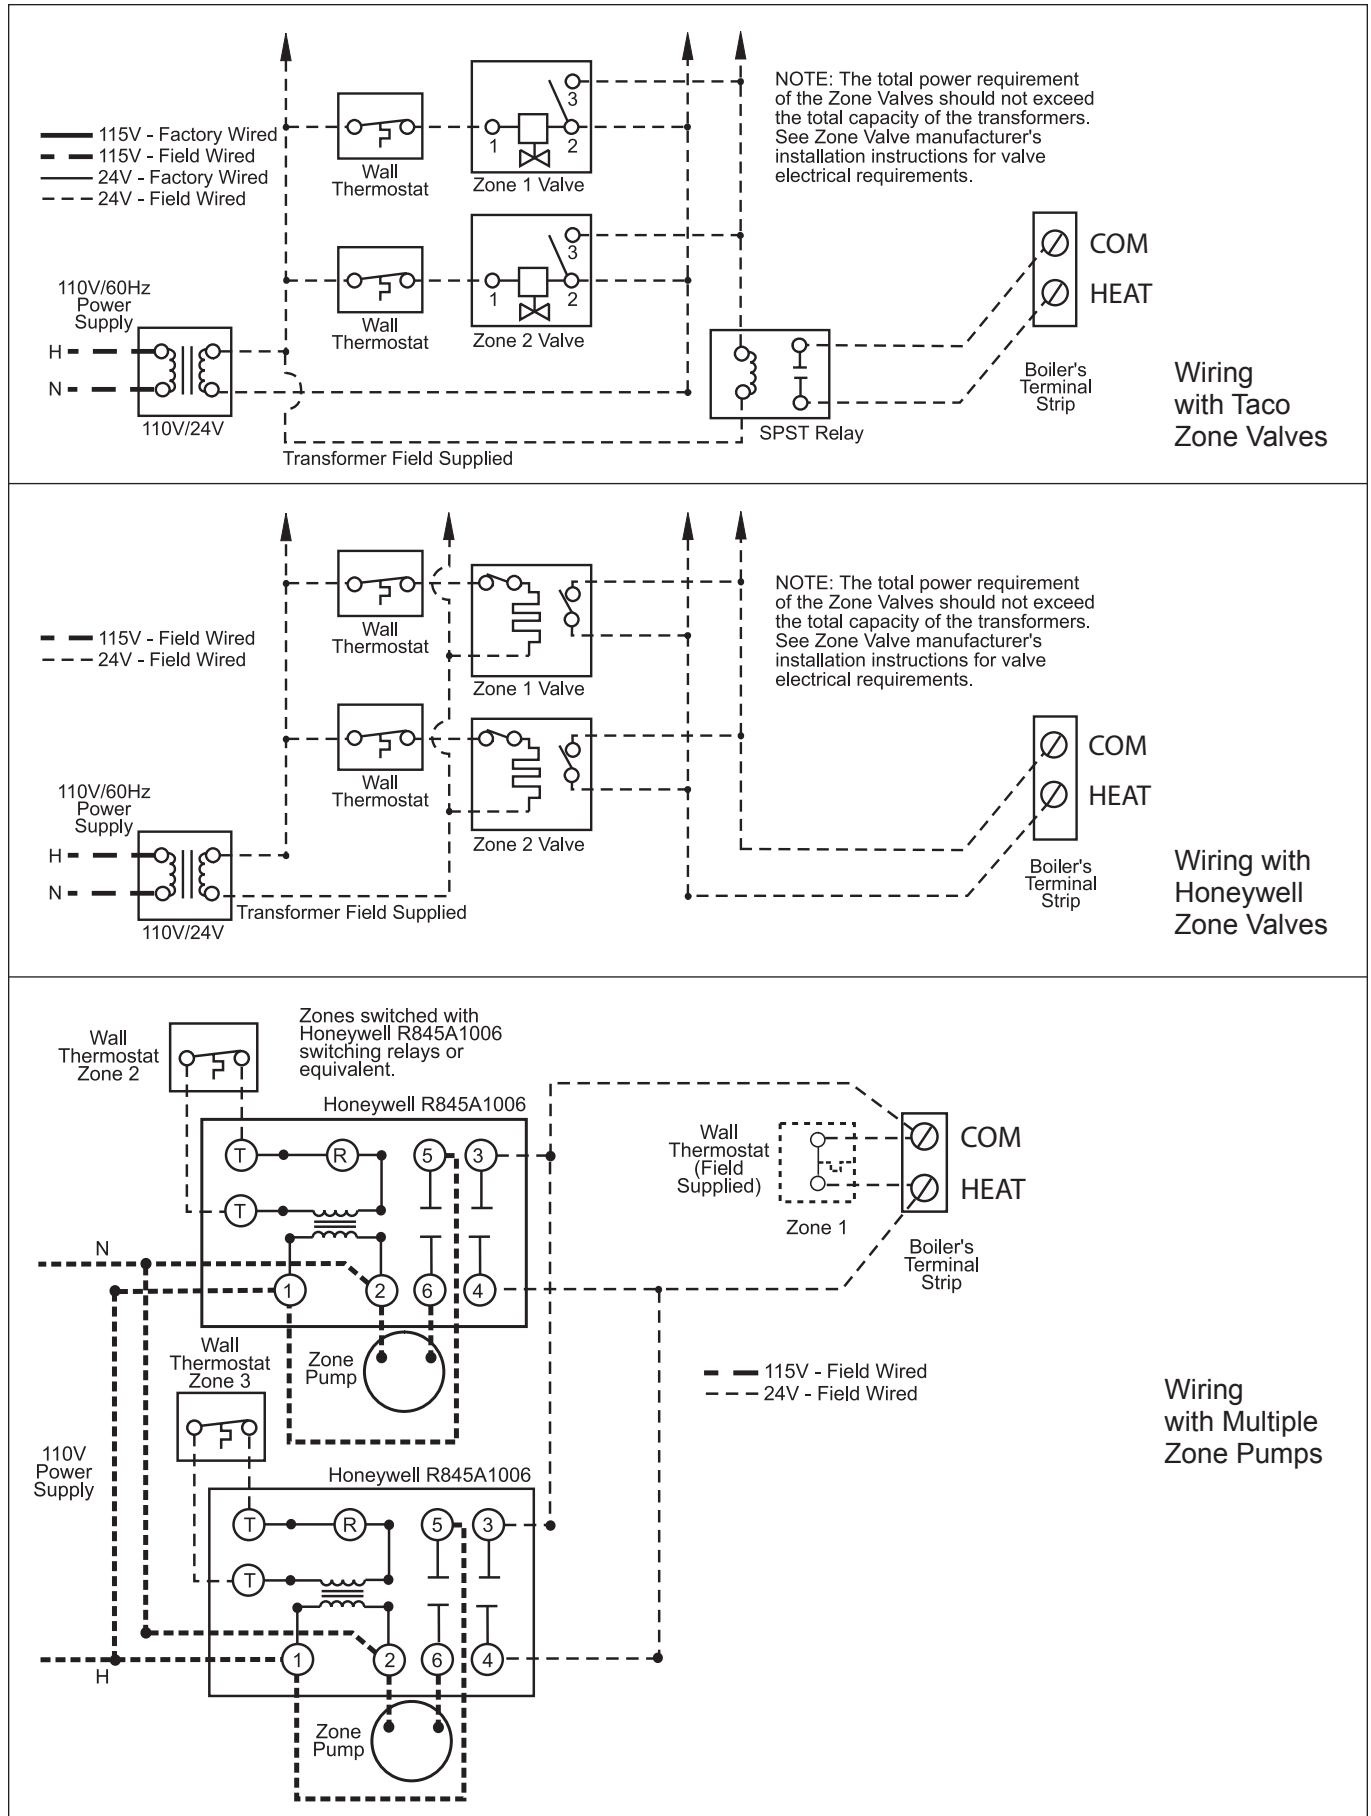 115V - Factory Wired
115V - Field Wired
24V - Factory Wired
24V - Field Wired
Wall
Thermostat
3
1
2
Zone 1 Valve
NOTE: The total power requirement
of the Zone Valves should not exceed
the total capacity of the transformers.
See Zone Valve manufacturer's
installation instructions for valve
electrical requirements.
Wall
Thermostat
3
1
2
Zone 2 Valve
110V/60Hz
Power
Supply
H
N
110V/24V
Transformer Field Supplied
SPST Relay
COM
HEAT
Boiler's
Terminal
Strip
Wiring
with Taco
Zone Valves
115V - Field Wired
24V - Field Wired
Wall
Thermostat
Zone 1 Valve
NOTE: The total power requirement
of the Zone Valves should not exceed
the total capacity of the transformers.
See Zone Valve manufacturer's
installation instructions for valve
electrical requirements.
Wall
Thermostat
Zone 2 Valve
110V/60Hz
Power
Supply
H
N
110V/24V
Transformer Field Supplied
COM
HEAT
Boiler's
Terminal
Strip
Wiring with
Honeywell
Zone Valves
Wall
Thermostat
Zone 2
Zones switched with
Honeywell R845A1006
switching relays or
equivalent.
Honeywell R845A1006
T
R
5
3
T
N
1
2
6
4
Zone
Pump
Wall
Thermostat
(Field
Supplied)
Zone 1
COM
HEAT
Boiler's
Terminal
Strip
Wall
Thermostat
Zone 3
115V - Field Wired
24V - Field Wired
Wiring
with Multiple
Zone Pumps
110V
Power
Supply
Honeywell R845A1006
T
R
5
3
T
H
1
2
6
4
Zone
Pump